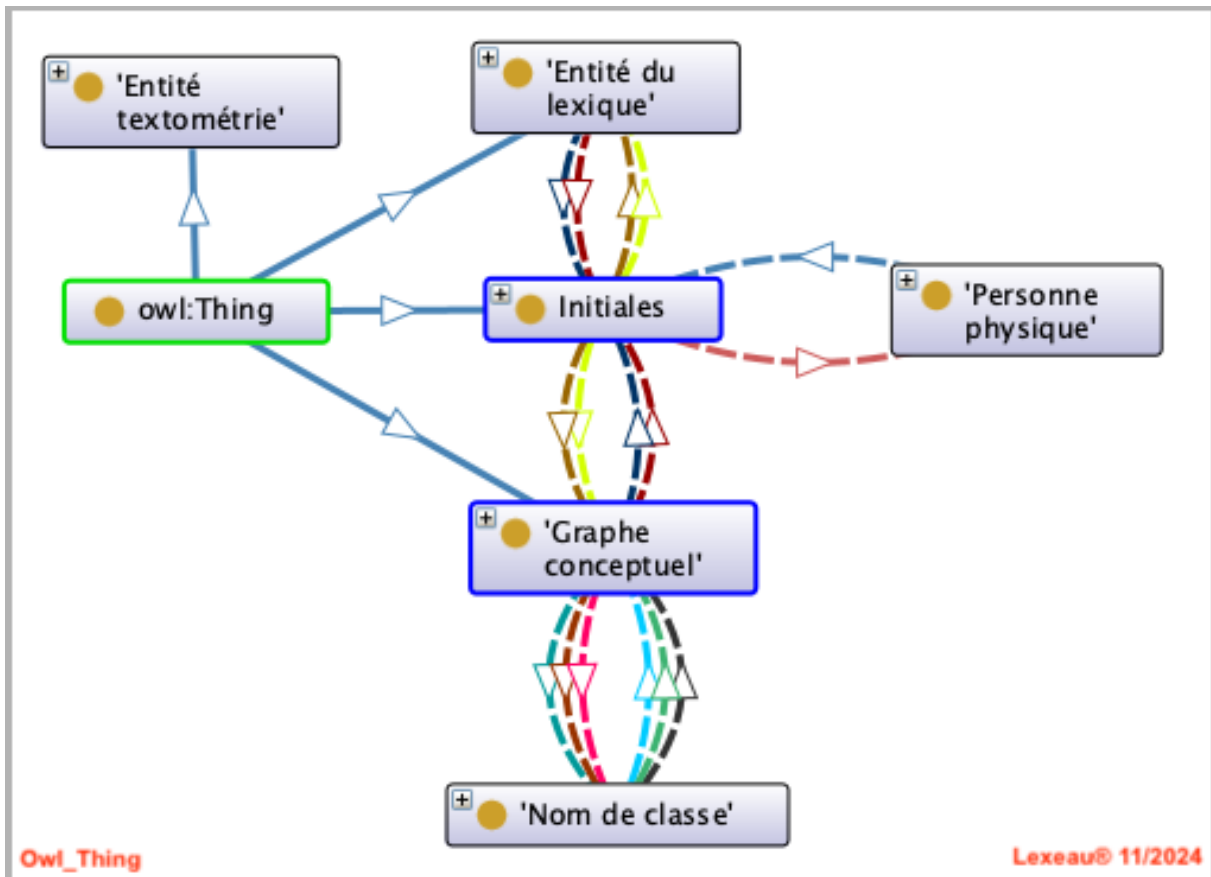 'Entité
textométrie'
'Entité du
lexique'
owl:Thing
Initiales
'Personne
physique'
'Graphe
conceptuel'
'Nom de classe'
Owl_Thing
Lexeau® 11/2024